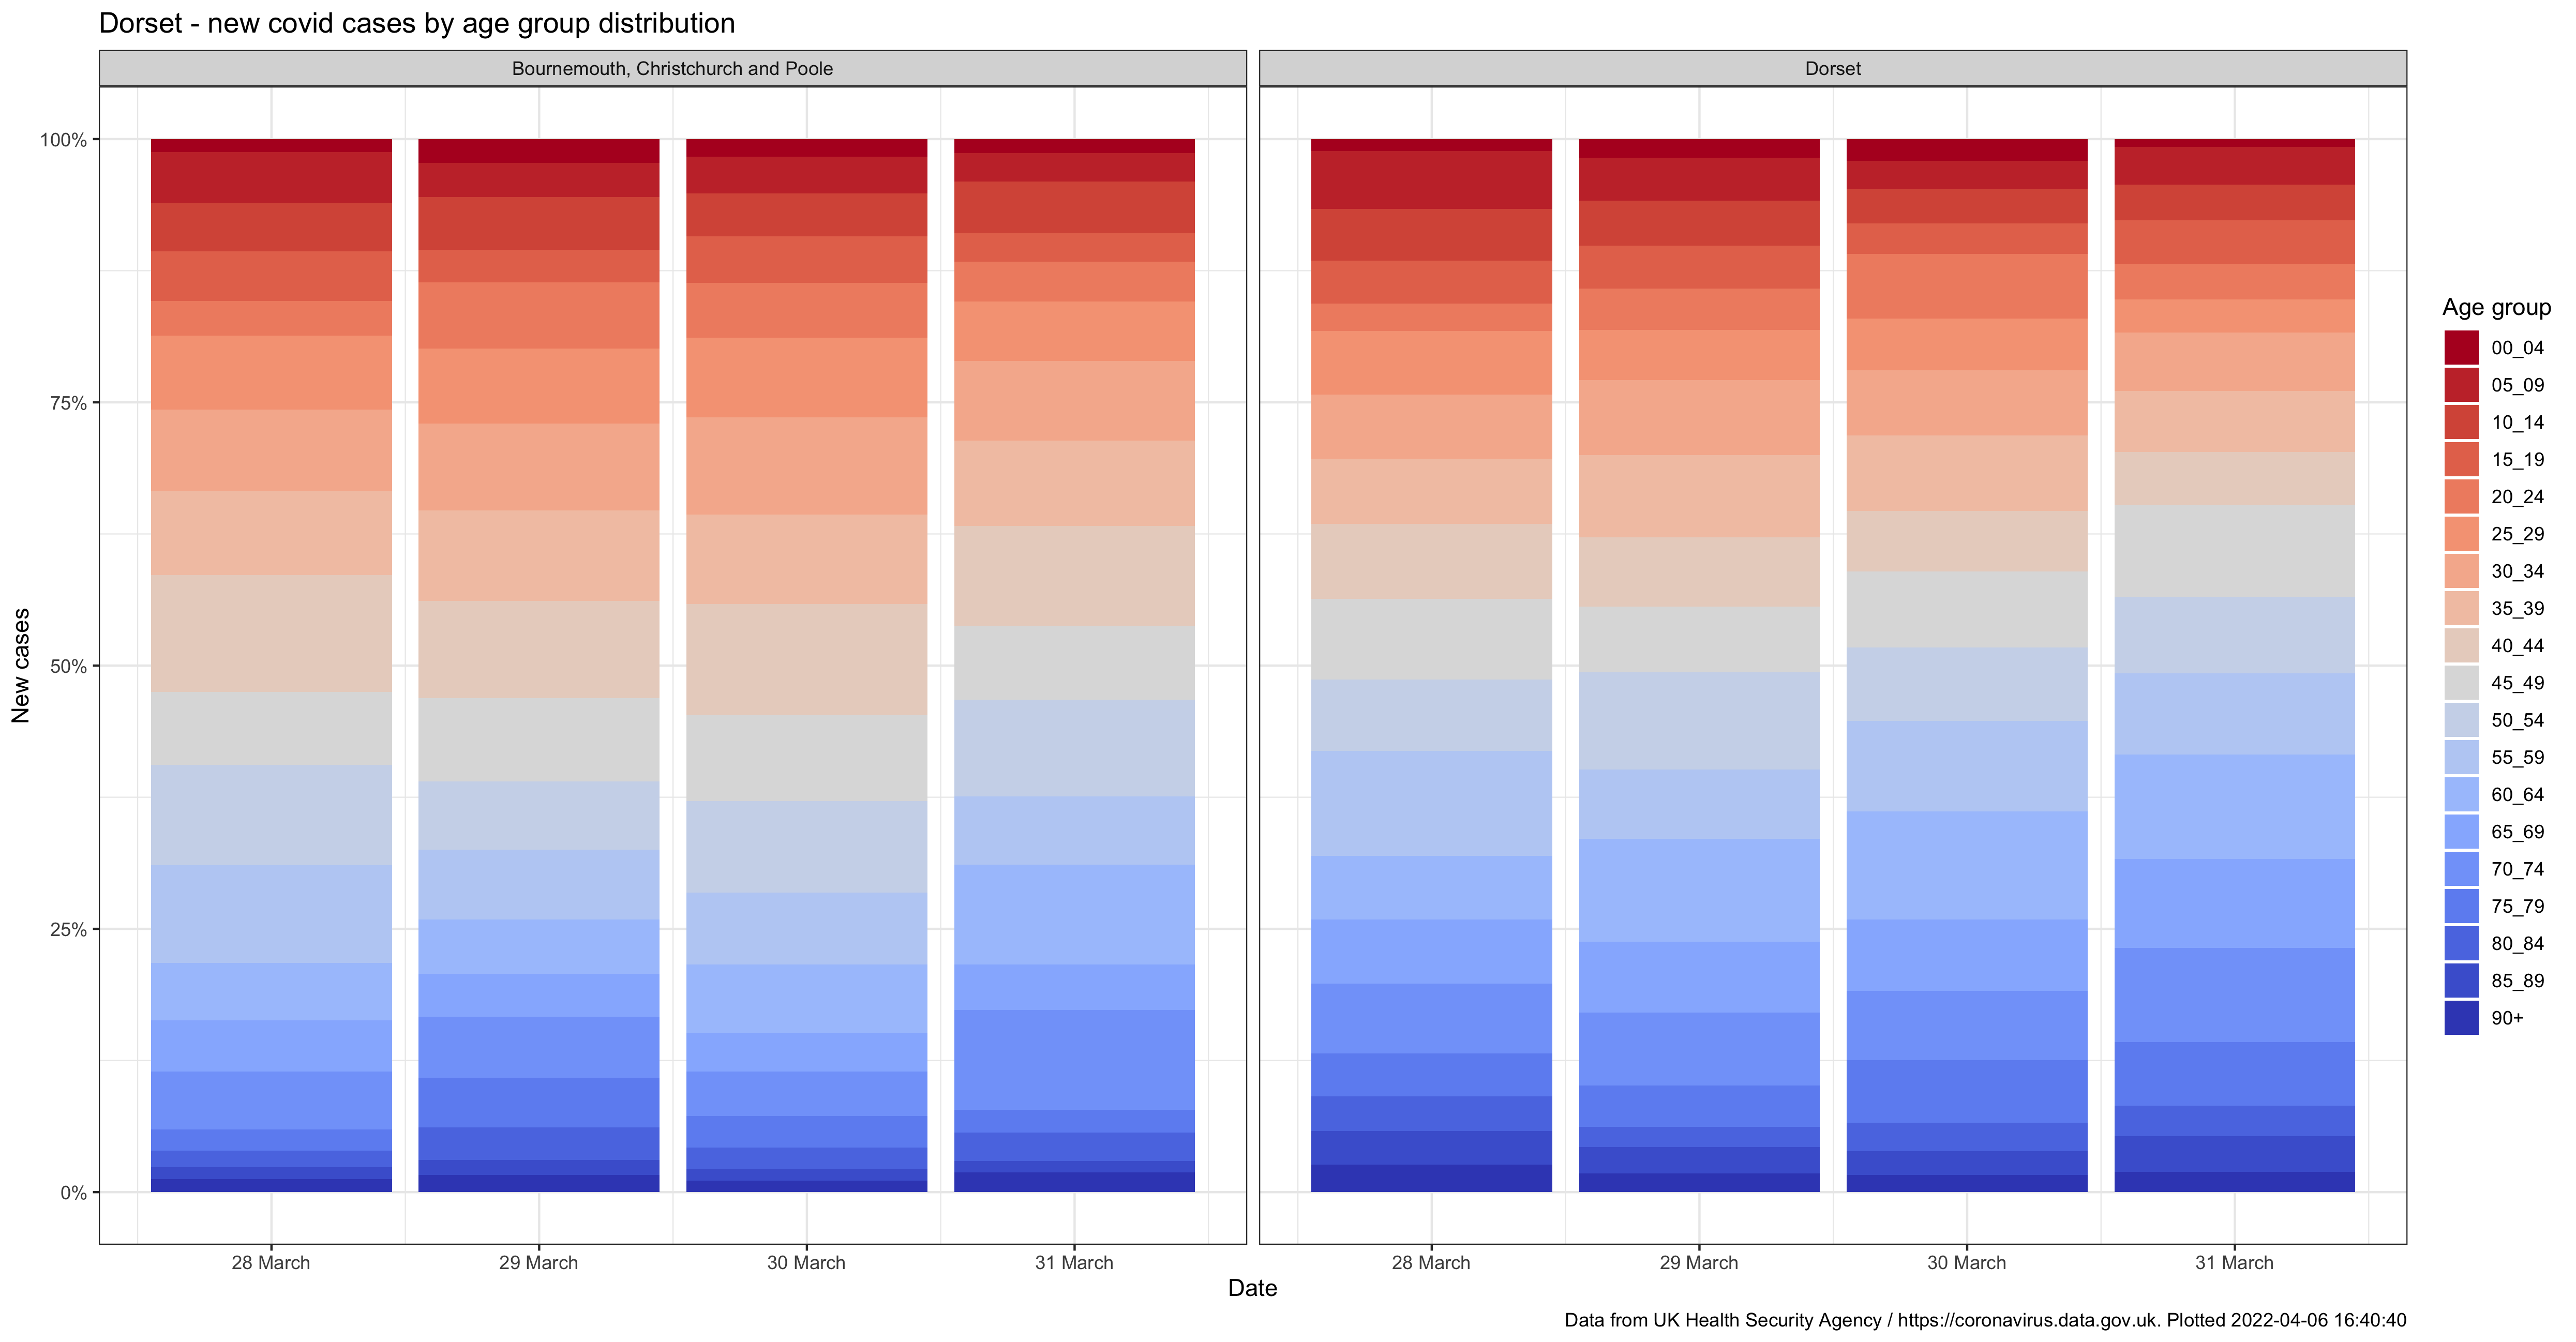 Dorset - new covid cases by age group distribution
Bournemouth, Christchurch and Poole
Dorset
New cases
100%
75%
50%
25%
0%
28 March
29 March
30 March
31 March
28 March
29 March
30 March
31 March
Date
Age group
00_04
05_09
10_14
15_19
20_24
25_29
30_34
35_39
40_44
45_49
50_54
55_59
60_64
65_69
70_74
75_79
80_84
85_89
90+
Data from UK Health Security Agency / https://coronavirus.data.gov.uk. Plotted 2022-04-06 16:40:40